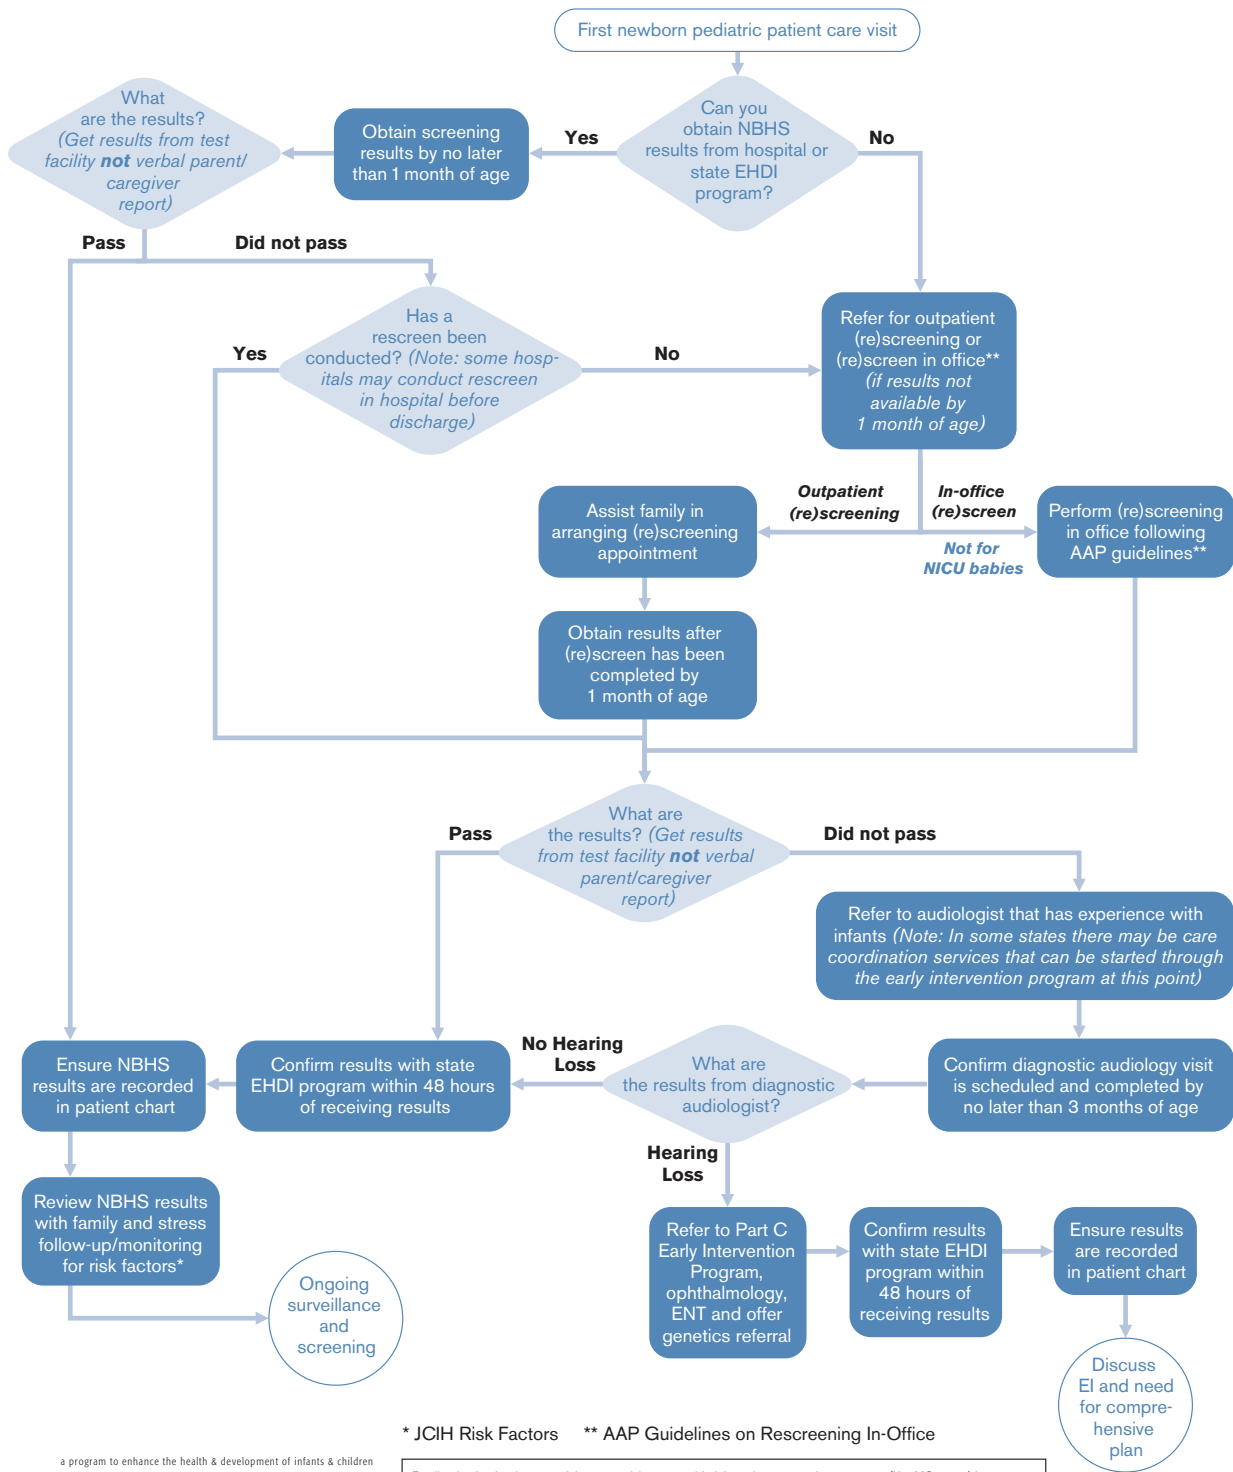 First newborn pediatric patient care visit
What
are the results?
(Get results from test
facility not verbal parent/
caregiver
report)
Obtain screening
results by no later
than 1 month of age
Yes
Can you
obtain NBHS
results from hospital or
state EHDI
program?
No
Pass
Did not pass
Has a
rescreen been
conducted? (Note: some hosp-
itals may conduct rescreen
in hospital before
discharge)
Yes
No
Refer for outpatient
(re)screening or
(re)screen in office**
(if results not
available by
1 month of age)
Outpatient
(re)screening
In-office
(re)screen
Not for
NICU babies
Assist family in
arranging (re)screening
appointment
Perform (re)screening
in office following
AAP guidelines**
Obtain results after
(re)screen has been
completed by
1 month of age
What are
the results? (Get results
from test facility not verbal
parent/caregiver
report)
Pass
Did not pass
Refer to audiologist that has experience with
infants (Note: In some states there may be care
coordination services that can be started through
the early intervention program at this point)
Ensure NBHS
results are recorded
in patient chart
Confirm results with state
EHDI program within 48 hours
of receiving results
No Hearing
Loss
What are
the results from diagnostic
audiologist?
Confirm diagnostic audiology visit
is scheduled and completed by
no later than 3 months of age
Hearing
Loss
Review NBHS results
with family and stress
follow-up/monitoring
for risk factors*
Ongoing
surveillance
and
screening
Refer to Part C
Early Intervention
Program,
ophthalmology,
ENT and offer
genetics referral
Confirm results
with state EHDI
program within
48 hours of
receiving results
Ensure results
are recorded
in patient chart
Discuss
EI and need
for compre-
hensive
plan
* JCIH Risk Factors ** AAP Guidelines on Rescreening In-Office
a program to enhance the health & development of infants & children